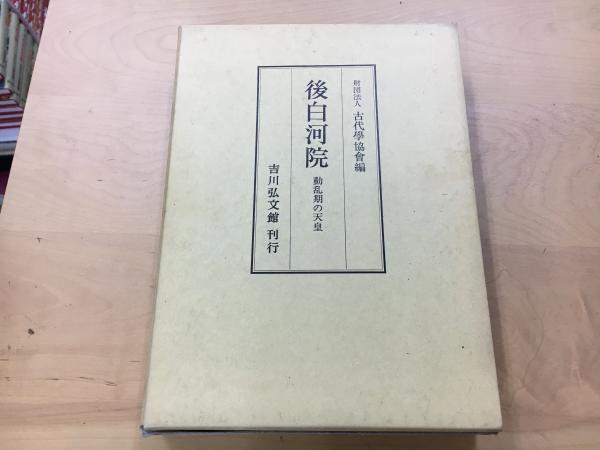 財団法人 古代學協會編
後白河院 動乱期の天皇
吉川弘文館 刊行